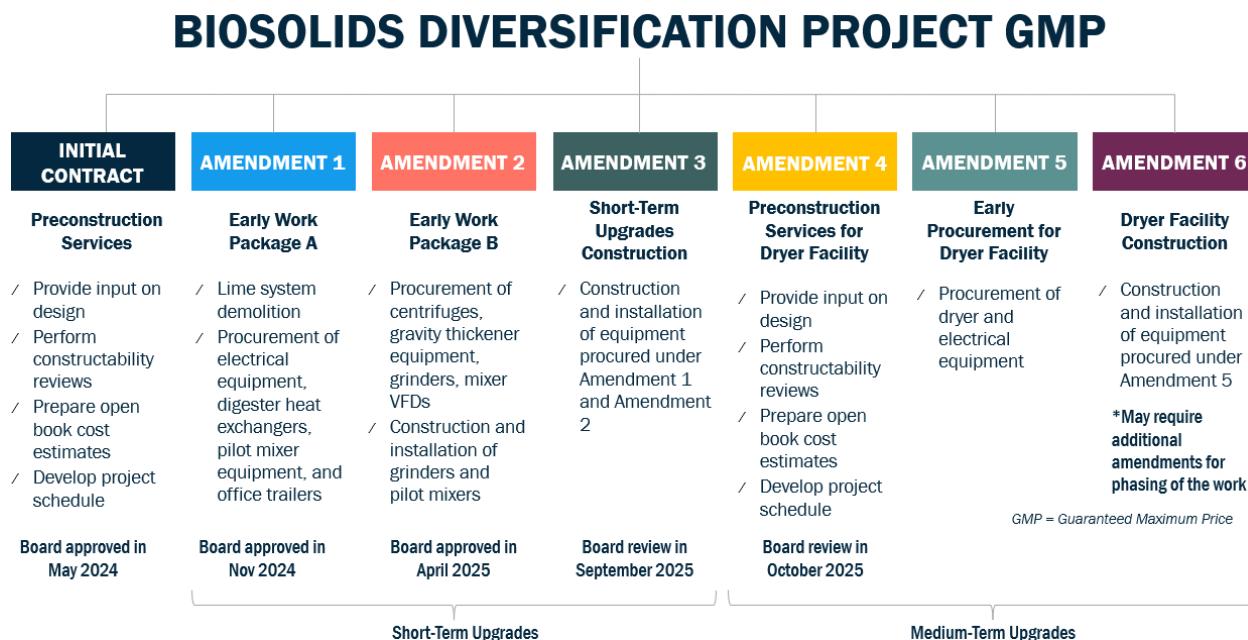 BIOSOLIDS DIVERSIFICATION PROJECT GMP
INITIAL
CONTRACT
Preconstruction
Services
/ Provide input on
design
/ Perform
constructability
reviews
/ Prepare open
book cost
estimates
/ Develop project
schedule
Board approved in
May 2024
AMENDMENT 1
Early Work
Package A
/ Lime system
demolition
/ Procurement of
electrical
equipment,
digester heat
exchangers,
pilot mixer
equipment, and
office trailers
Board approved in
Nov 2024
AMENDMENT 2
Early Work
Package B
/ Procurement of
centrifuges,
gravity thickener
equipment,
grinders, mixer
VFDs
/ Construction and
installation of
grinders and
pilot mixers
Board approved in
April 2025
AMENDMENT 3
Short-Term
Upgrades
Construction
/ Construction
and installation
of equipment
procured under
Amendment 1
and Amendment
2
Board review in
September 2025
AMENDMENT 4
Preconstruction
Services for
Dryer Facility
/ Provide input on
design
/ Perform
constructability
reviews
/ Prepare open
book cost
estimates
/ Develop project
schedule
Board review in
October 2025
AMENDMENT 5
Early
Procurement for
Dryer Facility
/ Procurement of
dryer and
electrical
equipment
AMENDMENT 6
Dryer Facility
Construction
/ Construction
and installation
of equipment
procured under
Amendment 5
*May require
additional
amendments for
phasing of the work
GMP = Guaranteed Maximum Price
Short-Term Upgrades
Medium-Term Upgrades